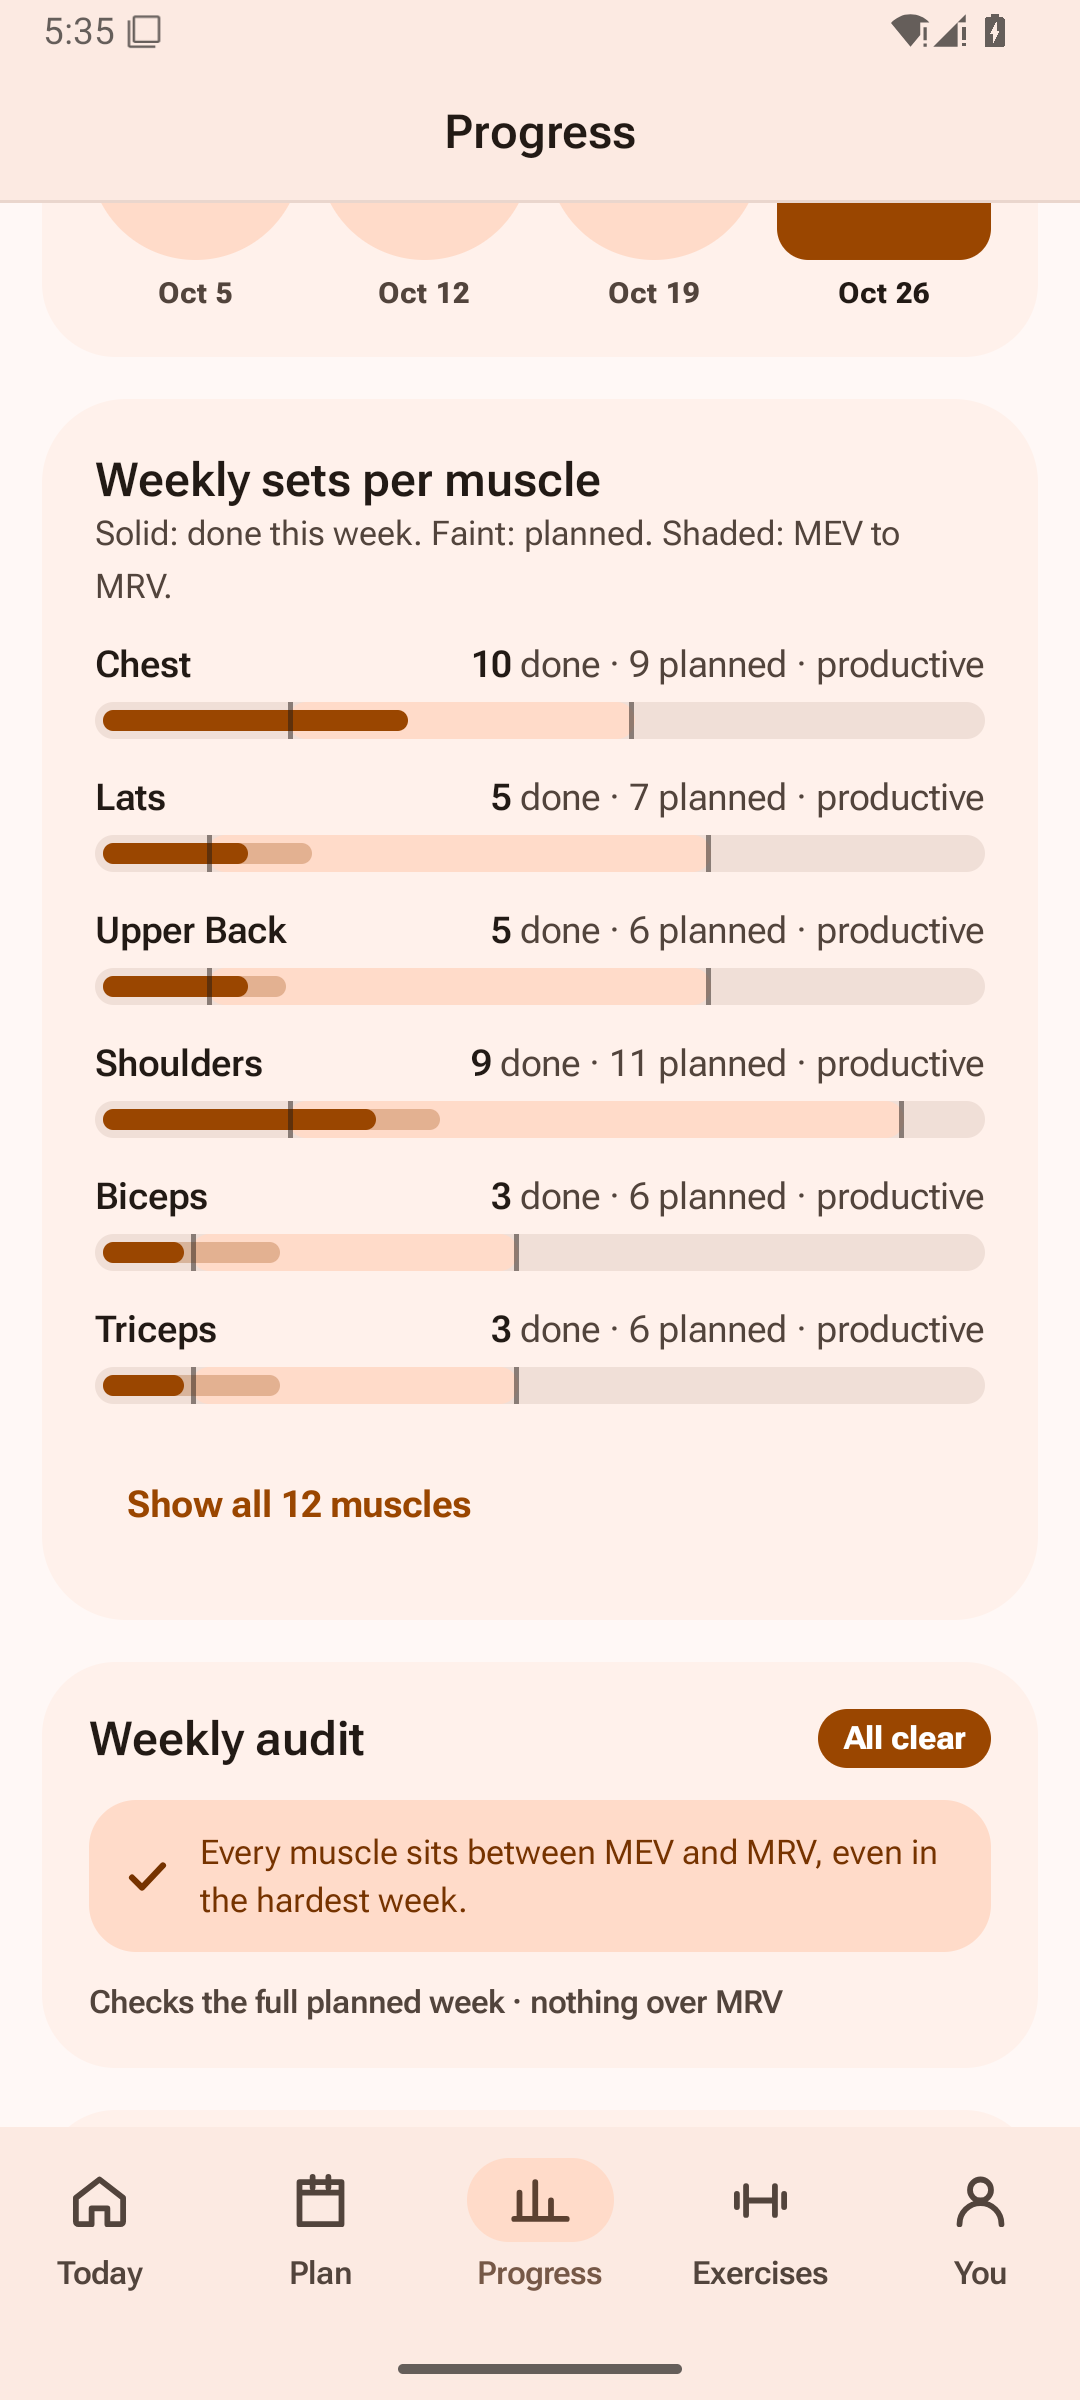 5:35
Progress
Oct 5
Oct 12
Oct 19
Oct 26
Weekly sets per muscle
Solid: done this week. Faint: planned. Shaded: MEV to
MRV.
Chest 10 done · 9 planned · productive
Lats 5 done · 7 planned · productive
Upper Back 5 done · 6 planned · productive
Shoulders 9 done · 11 planned · productive
Biceps 3 done · 6 planned · productive
Triceps 3 done · 6 planned · productive
Show all 12 muscles
Weekly audit
All clear
Every muscle sits between MEV and MRV, even in
the hardest week.
Checks the full planned week · nothing over MRV
Today
Plan
Progress
Exercises
You